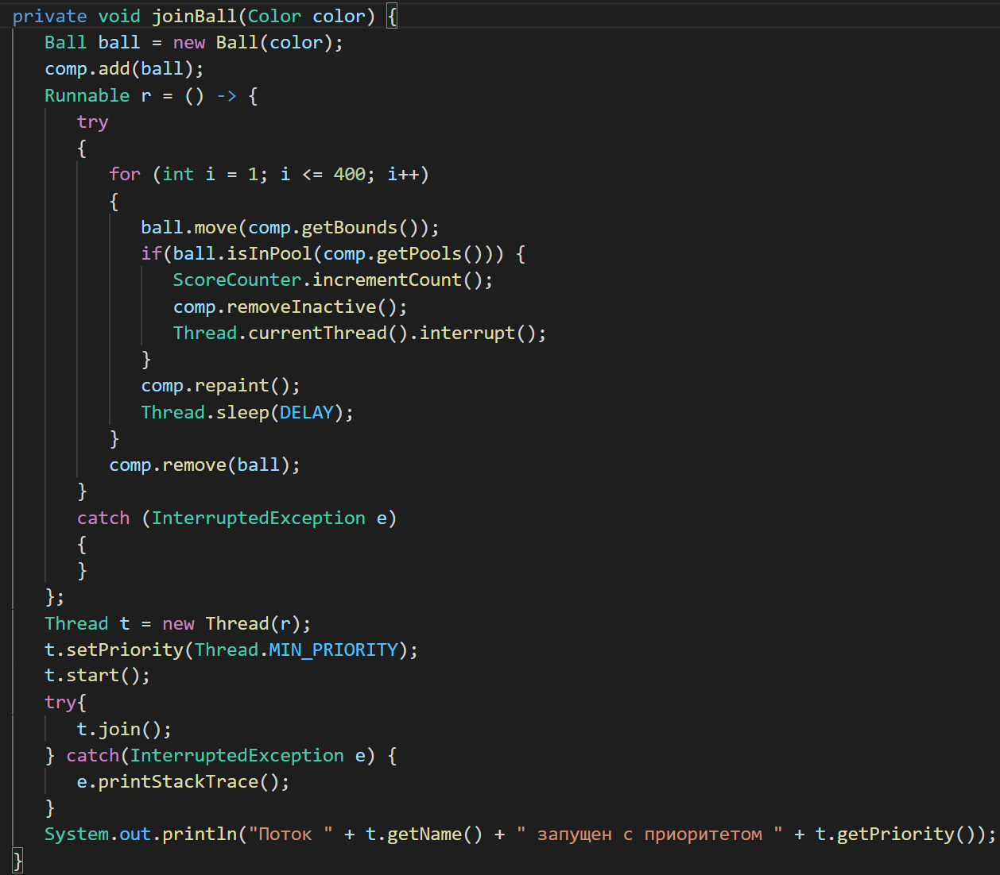 private void joinBall(Color color) {
Ball ball = new Ball(color);
comp.add(ball);
Runnable r = () -> {
try
{
for (int i = 1; i <= 400; i++)
{
ball.move(comp.getBounds());
if(ball.isInPool(comp.getPools())) {
ScoreCounter.incrementCount();
comp.removeInactive();
Thread.currentThread().interrupt();
}
comp.repaint();
Thread.sleep(DELAY);
}
comp.remove(ball);
}
catch (InterruptedException e)
{
}
};
Thread t = new Thread(r);
t.setPriority(Thread.MIN_PRIORITY);
t.start();
try{
t.join();
} catch(InterruptedException e) {
e.printStackTrace();
}
System.out.println("Поток " + t.getName() + " запущен с приоритетом " + t.getPriority());
}